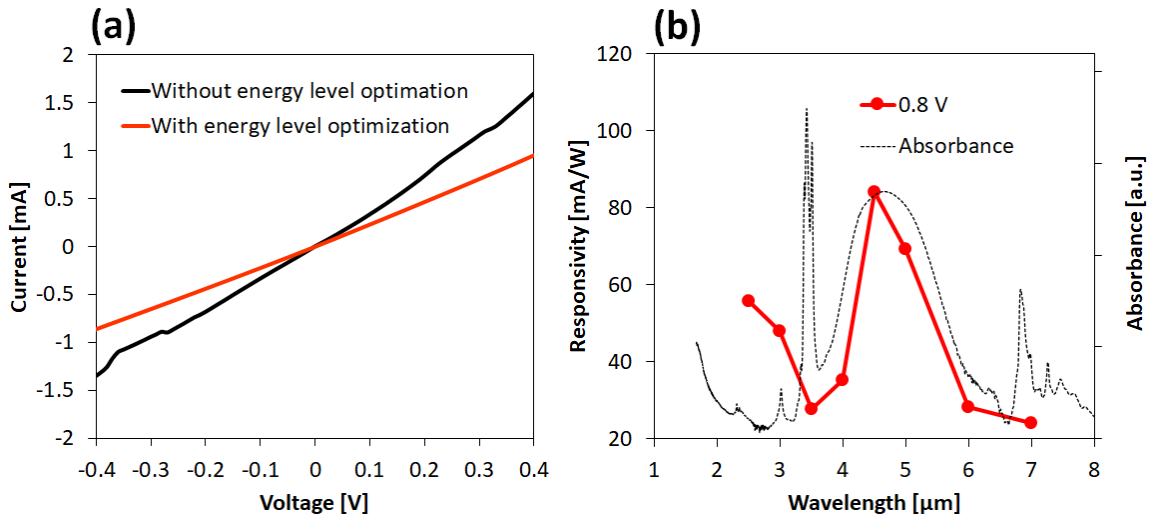 (a)
2
1.5
1
0.5
0
-0.5
-1
-1.5
-2
Current [mA]
Without energy level optimation
With energy level optimization
-0.4 -0.3 -0.2 -0.1 0 0.1 0.2 0.3 0.4
Voltage [V]
(b)
120
100
80
60
40
20
Responsivity [mA/W]
0.8 V
Absorbance
Absorbance [a.u.]
1 2 3 4 5 6 7 8
Wavelength [μm]